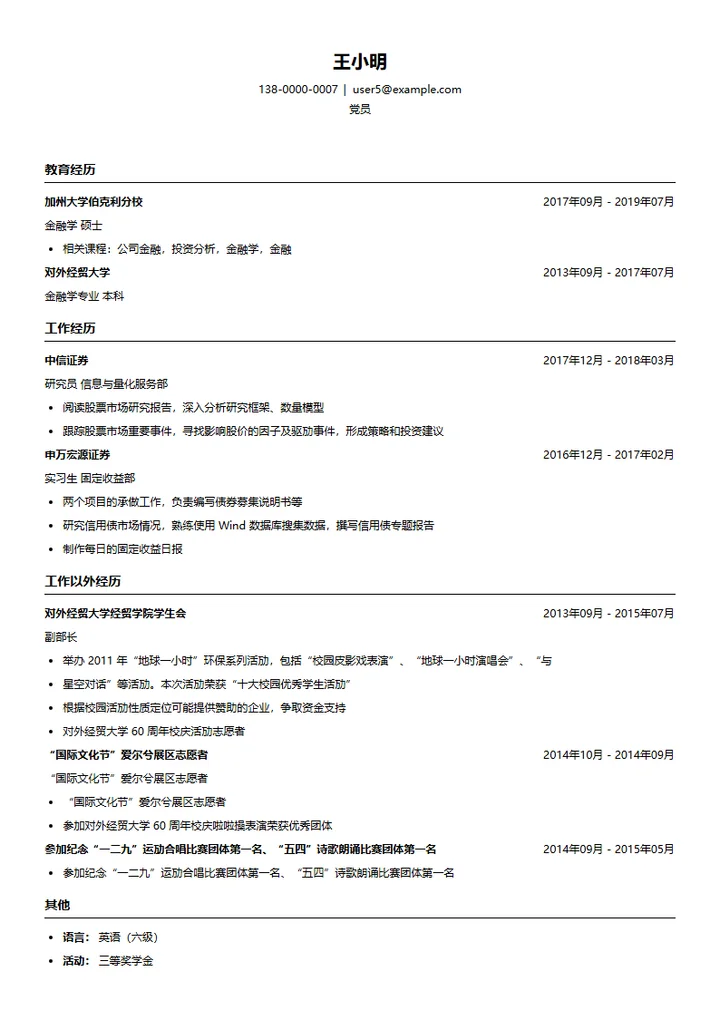 王小明
138-0000-0007 | user5@example.com
党员
教育经历
加州大学伯克利分校 2017年09月 - 2019年07月
金融学 硕士
• 相关课程：公司金融，投资分析，金融学，金融
对外经贸大学 2013年09月 - 2017年07月
金融学专业 本科
工作经历
中信证券 2017年12月 - 2018年03月
研究员 信息与量化服务部
• 阅读股票市场研究报告，深入分析研究框架、数量模型
• 跟踪股票市场重要事件，寻找影响股价的因子及驱励事件，形成策略和投资建议
申万宏源证券 2016年12月 - 2017年02月
实习生 固定收益部
• 两个项目的承做工作，负责编写债券募集说明书等
• 研究信用债市场情况，熟练使用 Wind 数据库搜集数据，撰写信用债专题报告
• 制作每日的固定收益日报
工作以外经历
对外经贸大学经贸学院学生会 2013年09月 - 2015年07月
副部长
• 举办 2011 年“地球一小时”环保系列活动，包括“校园皮影戏表演”、“地球一小时演唱会”、“与
• 星空对话”等活动。本次活动荣获“十大校园优秀学生活动”
• 根据校园活动性质定位可能提供赞助的企业，争取资金支持
• 对外经贸大学 60 周年校庆活动志愿者
“国际文化节”爱尔兮展区志愿者 2014年10月 - 2014年09月
“国际文化节”爱尔兮展区志愿者
• “国际文化节”爱尔兮展区志愿者
• 参加对外经贸大学 60 周年校庆啦啦操表演荣获优秀团体
参加纪念“一二九”运动合唱比赛团体第一名、“五四”诗歌朗诵比赛团体第一名 2014年09月 - 2015年05月
• 参加纪念“一二九”运动合唱比赛团体第一名、“五四”诗歌朗诵比赛团体第一名
其他
• 语言： 英语（六级）
• 活动： 三等奖学金